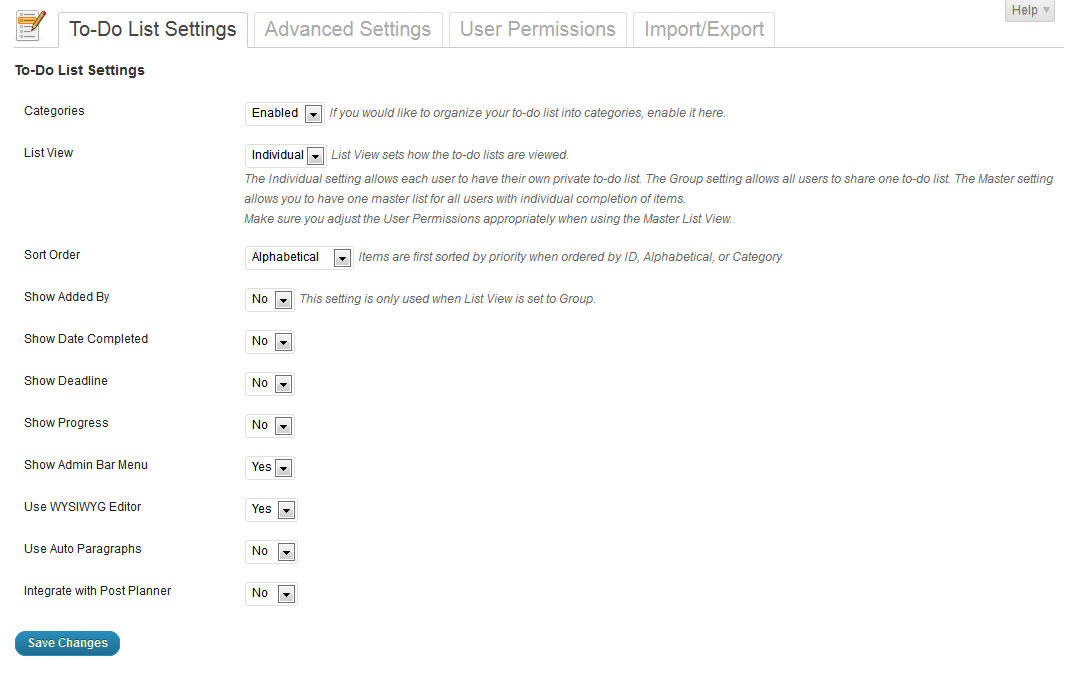 Help
To-Do List Settings Advanced Settings User Permissions Import/Export
To-Do List Settings
Categories Enabled If you would like to organize your to-do list into categories, enable it here.
List View Individual List View sets how the to-do lists are viewed.
The Individual setting allows each user to have their own private to-do list. The Group setting allows all users to share one to-do list. The Master setting
allows you to have one master list for all users with individual completion of items.
Make sure you adjust the User Permissions appropriately when using the Master List View.
Sort Order Alphabetical Items are first sorted by priority when ordered by ID, Alphabetical, or Category
Show Added By No This setting is only used when List View is set to Group.
Show Date Completed No
Show Deadline No
Show Progress No
Show Admin Bar Menu Yes
Use WYSIWYG Editor Yes
Use Auto Paragraphs No
Integrate with Post Planner No
Save Changes